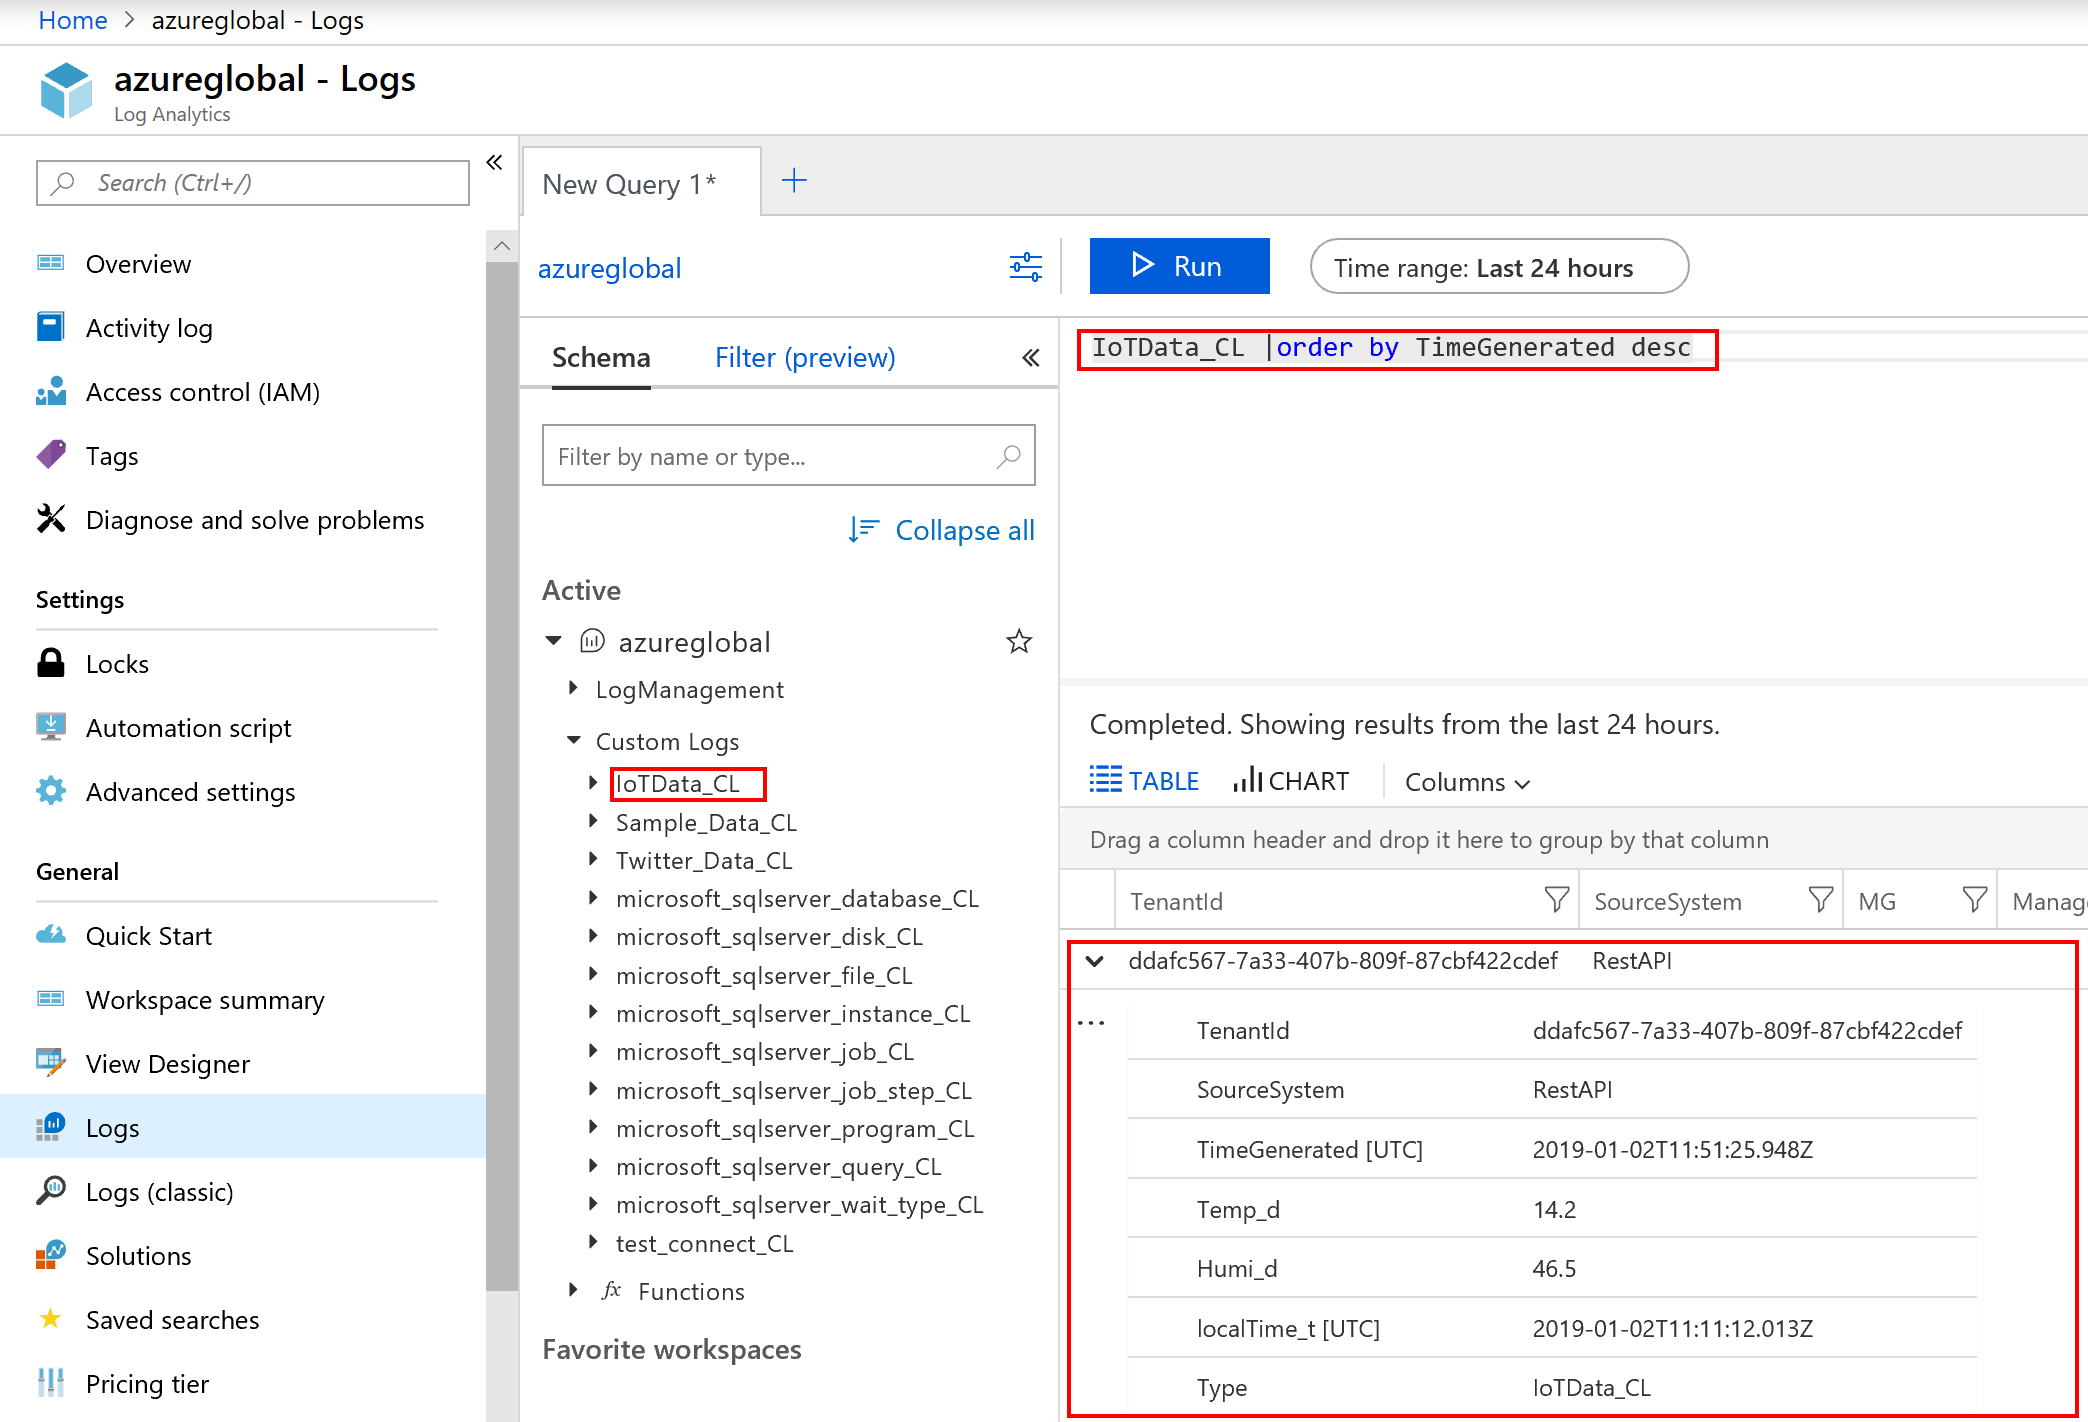 Home > azureglobal - Logs
azureglobal - Logs
Log Analytics
Search (Ctrl+/)
Overview
Activity log
Access control (IAM)
Tags
Diagnose and solve problems
Settings
Locks
Automation script
Advanced settings
General
Quick Start
Workspace summary
View Designer
Logs
Logs (classic)
Solutions
Saved searches
Pricing tier
New Query 1*
azureglobal
Run
Time range: Last 24 hours
Schema
Filter (preview)
Filter by name or type...
Collapse all
Active
azureglobal
LogManagement
Custom Logs
IoTData_CL
Sample_Data_CL
Twitter_Data_CL
microsoft_sqlserver_database_CL
microsoft_sqlserver_disk_CL
microsoft_sqlserver_file_CL
microsoft_sqlserver_instance_CL
microsoft_sqlserver_job_CL
microsoft_sqlserver_job_step_CL
microsoft_sqlserver_program_CL
microsoft_sqlserver_query_CL
microsoft_sqlserver_wait_type_CL
test_connect_CL
fx Functions
Favorite workspaces
IoTData_CL |order by TimeGenerated desc
Completed. Showing results from the last 24 hours.
TABLE CHART Columns
Drag a column header and drop it here to group by that column
TenantId SourceSystem MG Manag
ddafc567-7a33-407b-809f-87cbf422cdef RestAPI
... TenantId ddafc567-7a33-407b-809f-87cbf422cdef
SourceSystem RestAPI
TimeGenerated [UTC] 2019-01-02T11:51:25.948Z
Temp_d 14.2
Humi_d 46.5
localTime_t [UTC] 2019-01-02T11:11:12.013Z
Type IoTData_CL